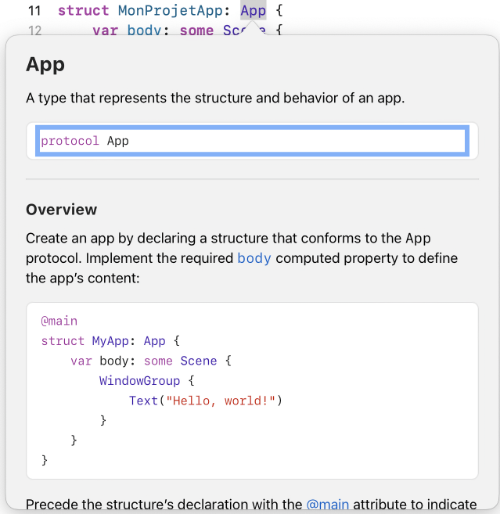 11 struct MonProjetApp: App {
12 var body: some Scene {
App
A type that represents the structure and behavior of an app.
protocol App
Overview
Create an app by declaring a structure that conforms to the App
protocol. Implement the required body computed property to define
the app’s content:
@main
struct MyApp: App {
var body: some Scene {
WindowGroup {
Text("Hello, world!")
}
}
}
Precede the structure’s declaration with the @main attribute to indicate